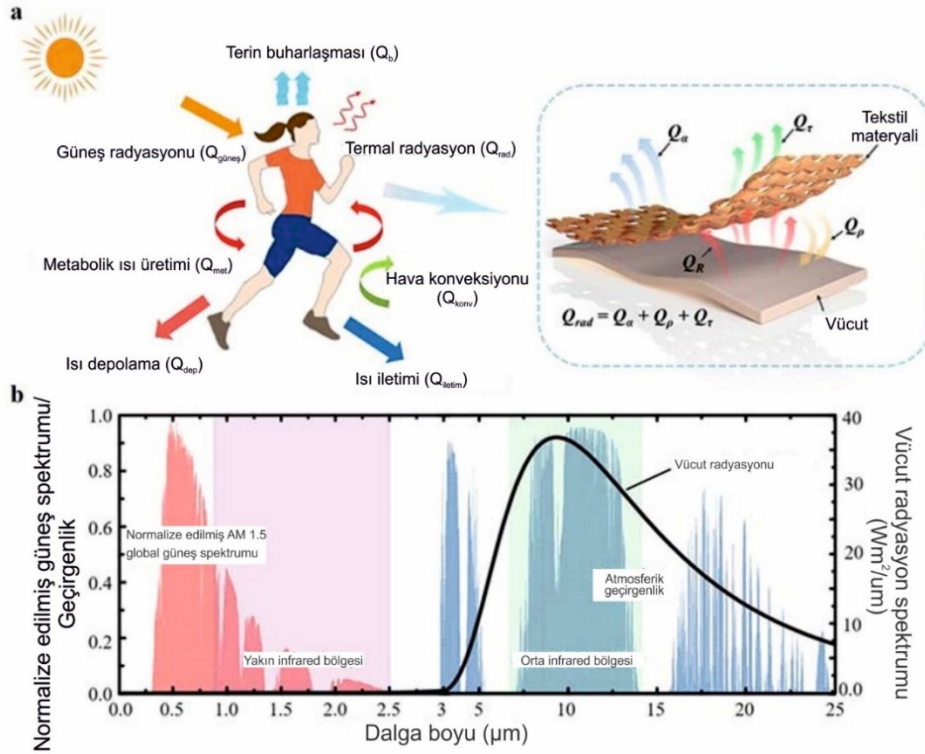 a
Terin buharlaşması (Qb)
Güneş radyasyonu (Qgüneş)
Termal radyasyon (Qrad)
Metabolik ısı üretimi (Qmet)
Hava konveksiyonu
(Qkonv)
Isı depolama (Qdep)
Isı iletimi (Qiletim)
Tekstil
materyali
Qα
Qτ
Qρ
QR
Qrad = Qα + Qρ + Qτ
Vücut
b
Normalize edilmiş güneş spektrumu/
Geçirgenlik
1.0
0.8
0.6
0.4
0.2
0.0
Normalize edilmiş AM 1.5
global güneş spektrumu
Yakın infrared bölgesi
Vücut radyasyonu
Atmosferik
geçirgenlik
Orta infrared bölgesi
40
30
20
10
0.0
Vücut radyasyon spektrumu
(Wm²/um)
0.0 0.5 1.0 1.5 2.0 2.5 3 5 10 15 20 25
Dalga boyu (µm)